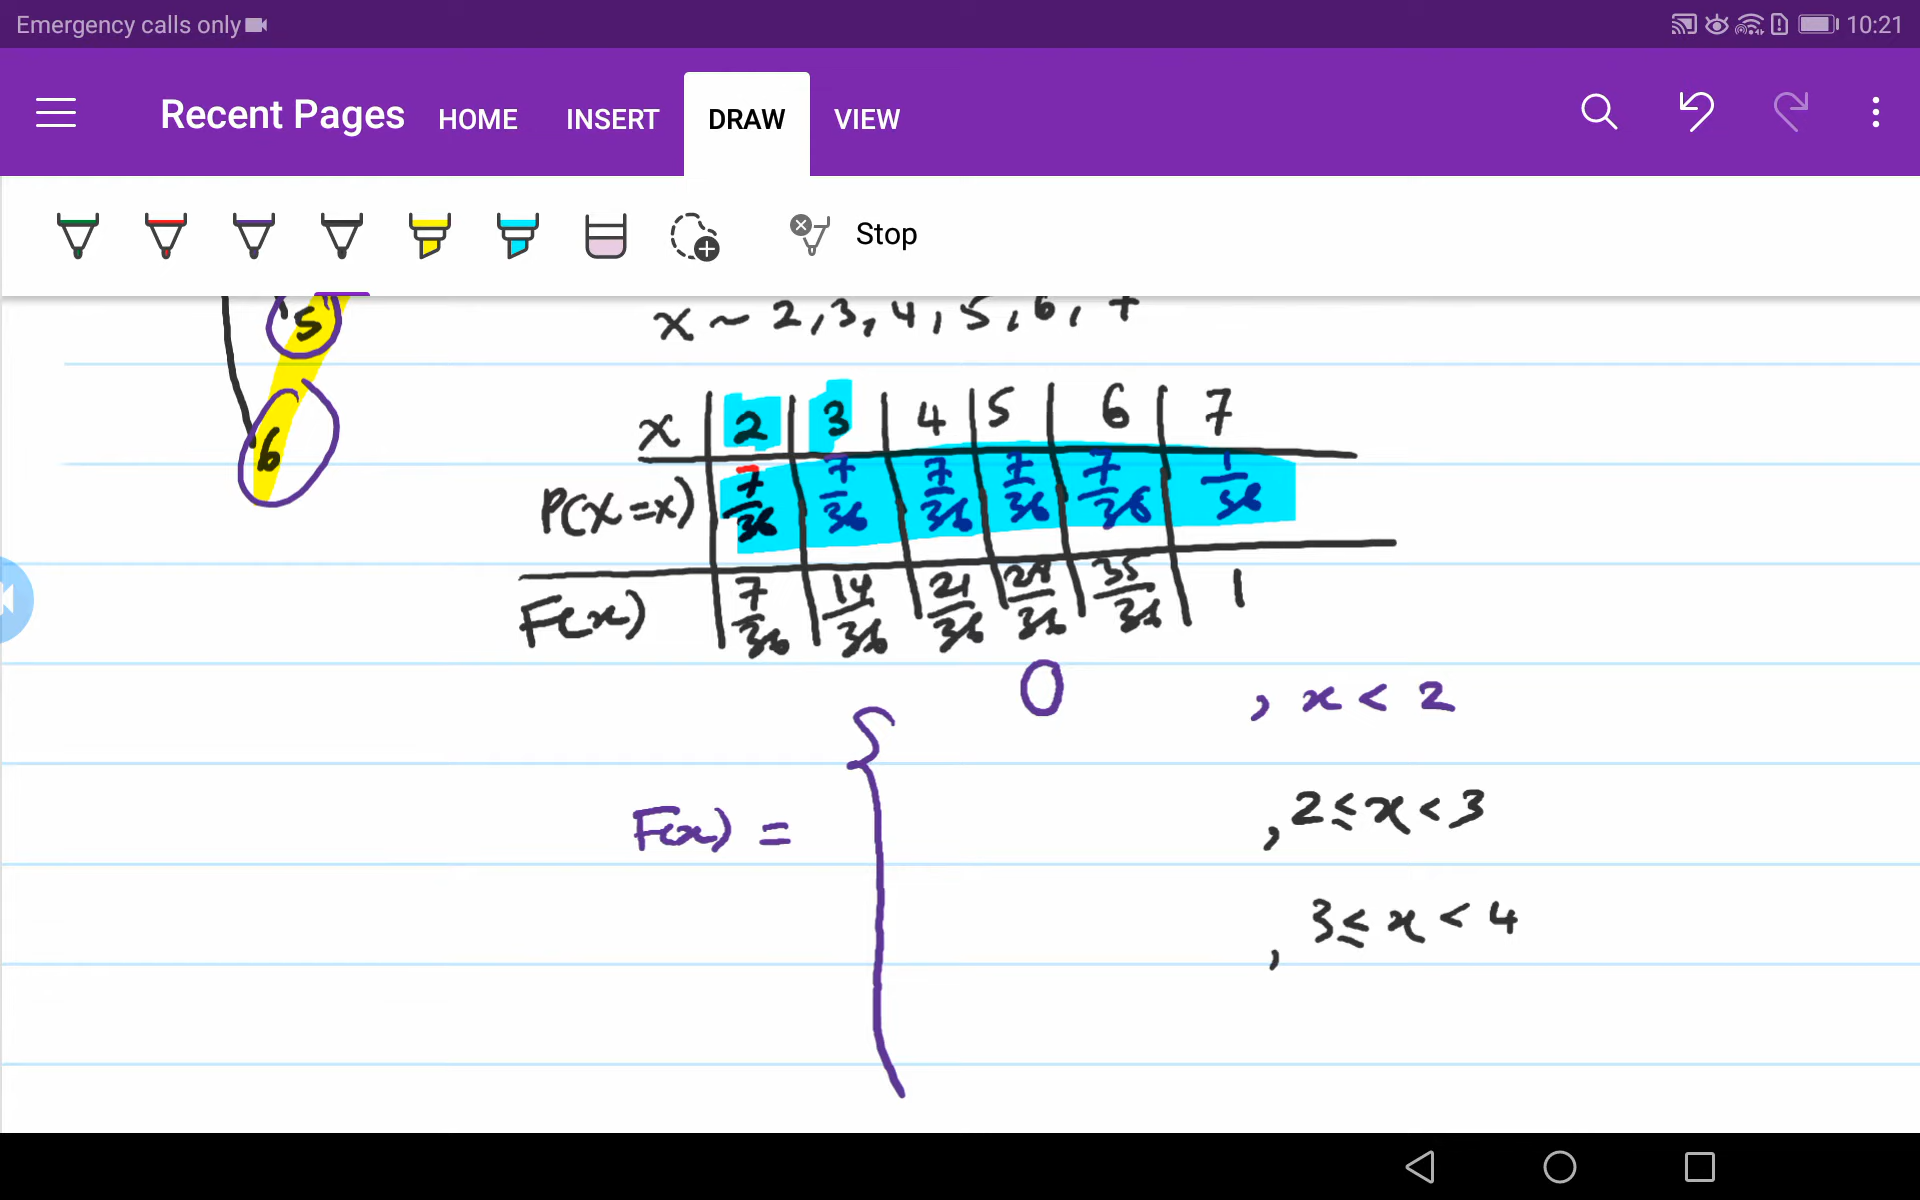 Emergency calls only 10:21
Recent Pages HOME INSERT DRAW VIEW
Stop
5
x ~ 2, 3, 4, 5, 6, 7
6
x 2 3 4 5 6 7
P(X=x) 7/36 7/36 7/36 7/36 7/36 1/36
F(x) 7/36 14/36 21/36 28/36 35/36 1
0 , x < 2
F(x) = { , 2 ≤ x < 3
, 3 ≤ x < 4